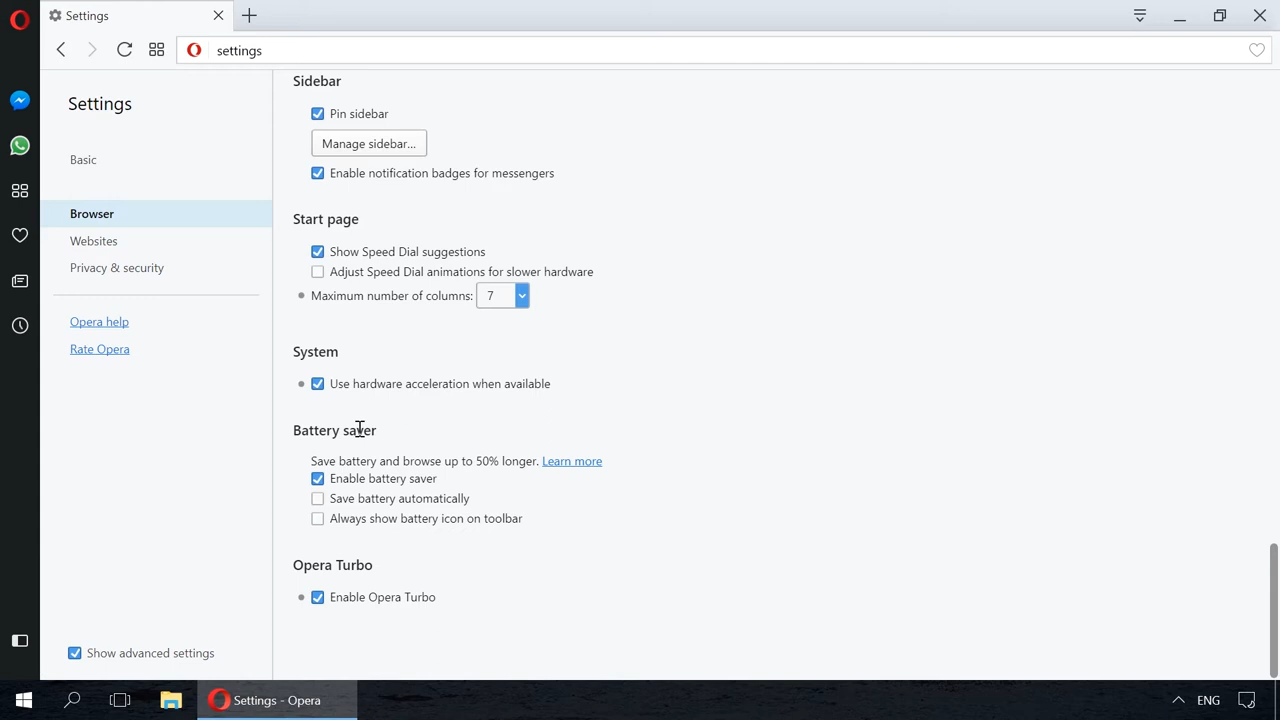 Settings
settings
Settings
Basic
Browser
Websites
Privacy & security
Opera help
Rate Opera
Show advanced settings
Sidebar
Pin sidebar
Manage sidebar...
Enable notification badges for messengers
Start page
Show Speed Dial suggestions
Adjust Speed Dial animations for slower hardware
Maximum number of columns: 7
System
Use hardware acceleration when available
Battery saver
Save battery and browse up to 50% longer. Learn more
Enable battery saver
Save battery automatically
Always show battery icon on toolbar
Opera Turbo
Enable Opera Turbo
Settings - Opera
ENG